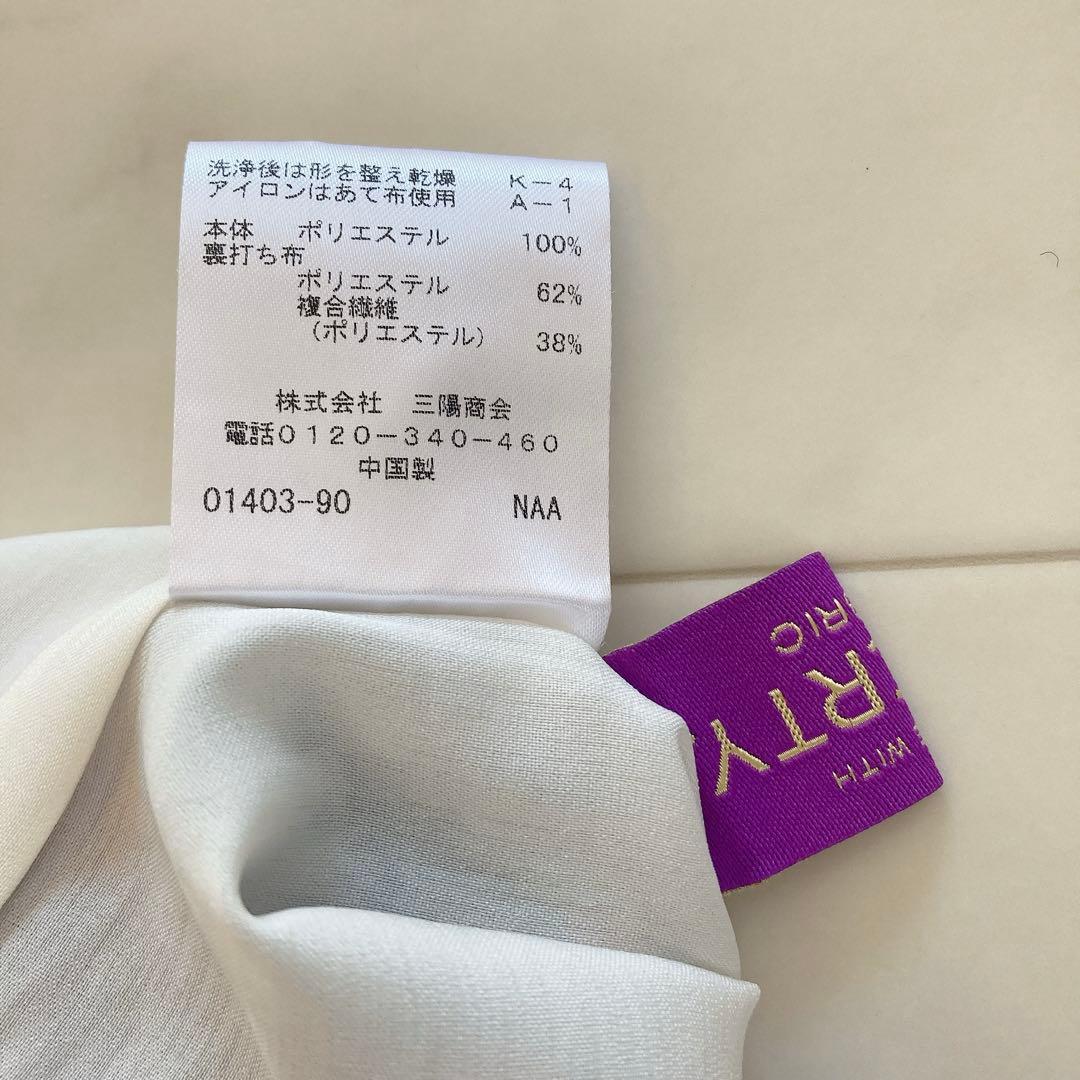 洗浄後は形を整え乾燥 K－4
アイロンはあて布使用 A－1
本体 ポリエステル 100%
裏打ち布
ポリエステル 62%
複合繊維
（ポリエステル） 38%
株式会社 三陽商会
電話０１２０－３４０－４６０
中国製
01403-90 NAA
RIC
RTY
WITH